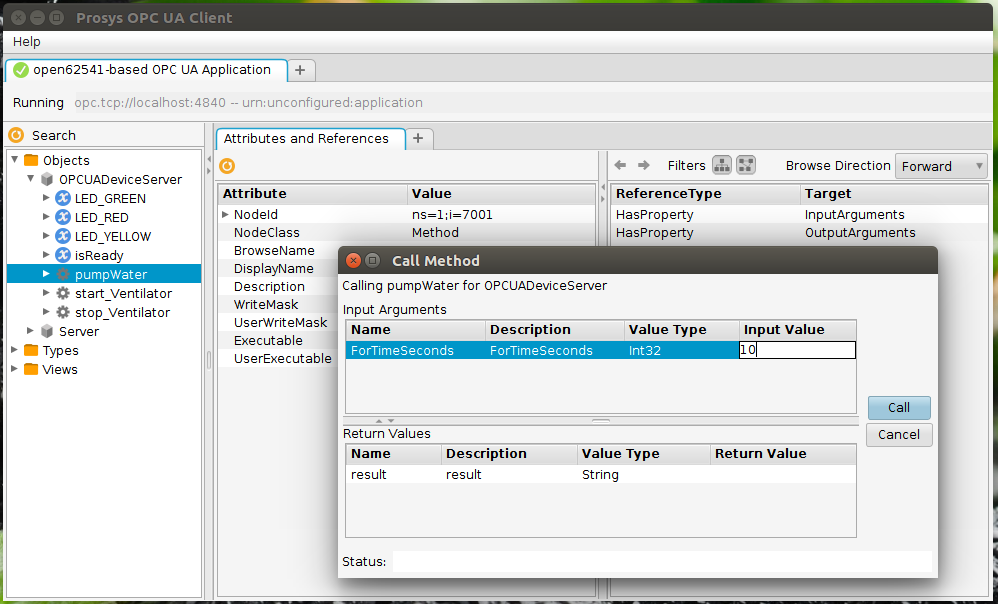 Prosys OPC UA Client
Help
open62541-based OPC UA Application +
Running opc.tcp://localhost:4840 -- urn:unconfigured:application
Search
Objects
OPCUADeviceServer
LED_GREEN
LED_RED
LED_YELLOW
isReady
pumpWater
start_Ventilator
stop_Ventilator
Server
Types
Views
Attributes and References +
Attribute Value
NodeId ns=1;i=7001
NodeClass Method
BrowseName
DisplayName
Description
WriteMask
UserWriteMask
Executable
UserExecutable
Filters Browse Direction Forward
ReferenceType Target
HasProperty InputArguments
HasProperty OutputArguments
Call Method
Calling pumpWater for OPCUADeviceServer
Input Arguments
Name Description Value Type Input Value
ForTimeSeconds ForTimeSeconds Int32 10
Call
Cancel
Return Values
Name Description Value Type Return Value
result result String
Status: